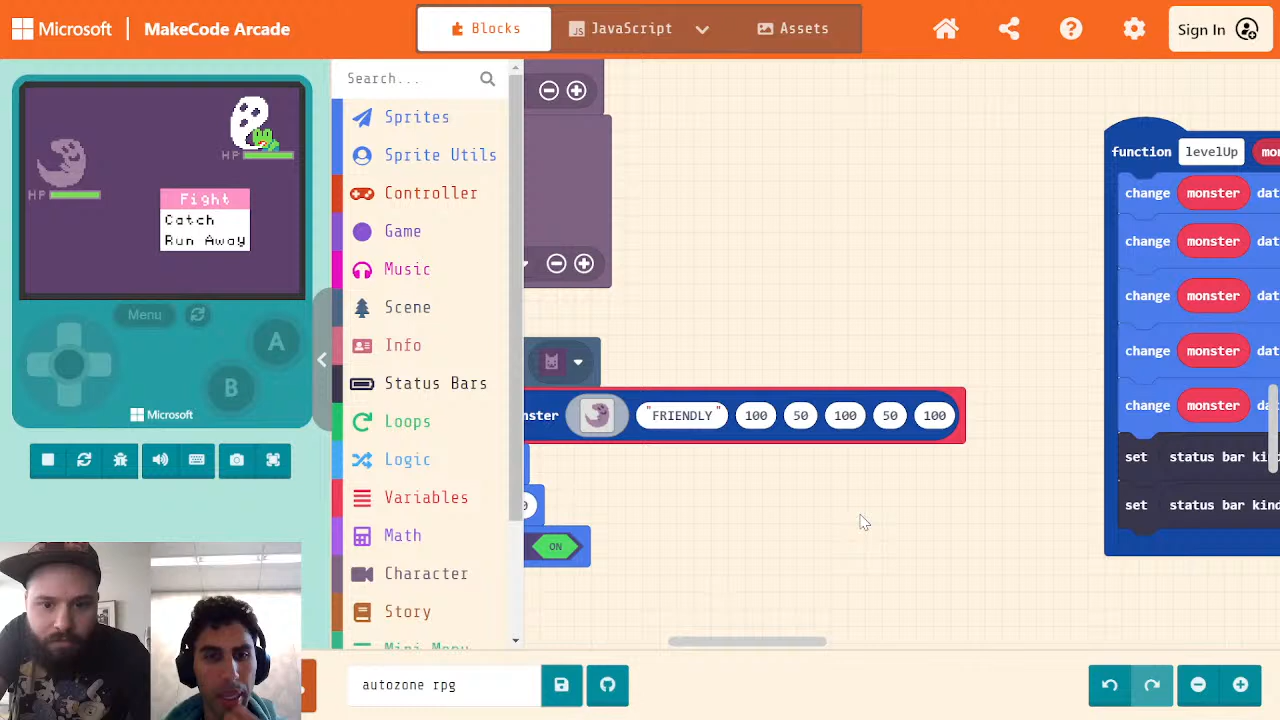 Microsoft
MakeCode Arcade
Blocks
JavaScript
Assets
Sign In
HP
HP
Fight
Catch
Run Away
Menu
A
B
Microsoft
Search...
Sprites
Sprite Utils
Controller
Game
Music
Scene
Info
Status Bars
Loops
Logic
Variables
Math
Character
Story
"FRIENDLY" 100 50 100 50 100
ON
function levelUp
change monster
change monster
change monster
change monster
change monster
set status bar
set status bar
autozone rpg